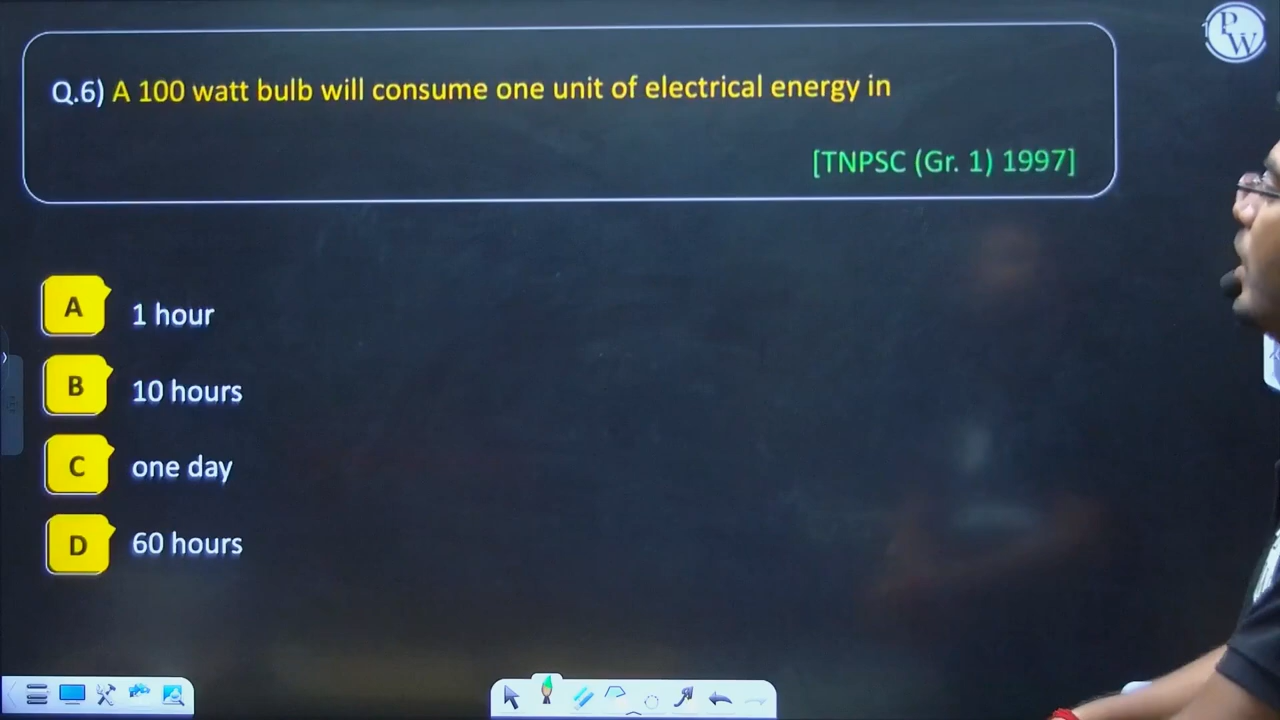 P
W
Q.6) A 100 watt bulb will consume one unit of electrical energy in
[TNPSC (Gr. 1) 1997]
A 1 hour
B 10 hours
C one day
D 60 hours